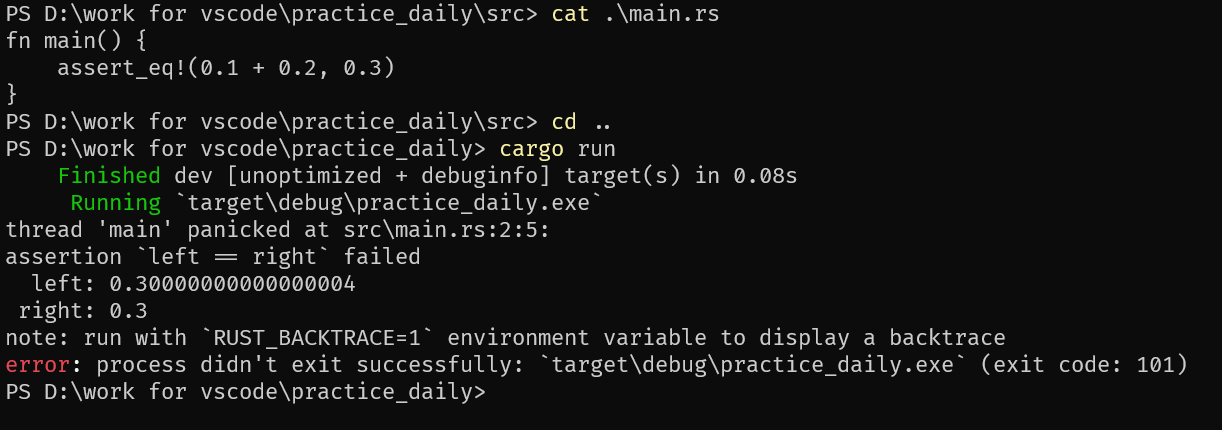 PS D:\work for vscode\practice_daily\src> cat .\main.rs
fn main() {
    assert_eq!(0.1 + 0.2, 0.3)
}
PS D:\work for vscode\practice_daily\src> cd ..
PS D:\work for vscode\practice_daily> cargo run
    Finished dev [unoptimized + debuginfo] target(s) in 0.08s
     Running `target\debug\practice_daily.exe`
thread 'main' panicked at src\main.rs:2:5:
assertion `left == right` failed
  left: 0.30000000000000004
 right: 0.3
note: run with `RUST_BACKTRACE=1` environment variable to display a backtrace
error: process didn't exit successfully: `target\debug\practice_daily.exe` (exit code: 101)
PS D:\work for vscode\practice_daily>